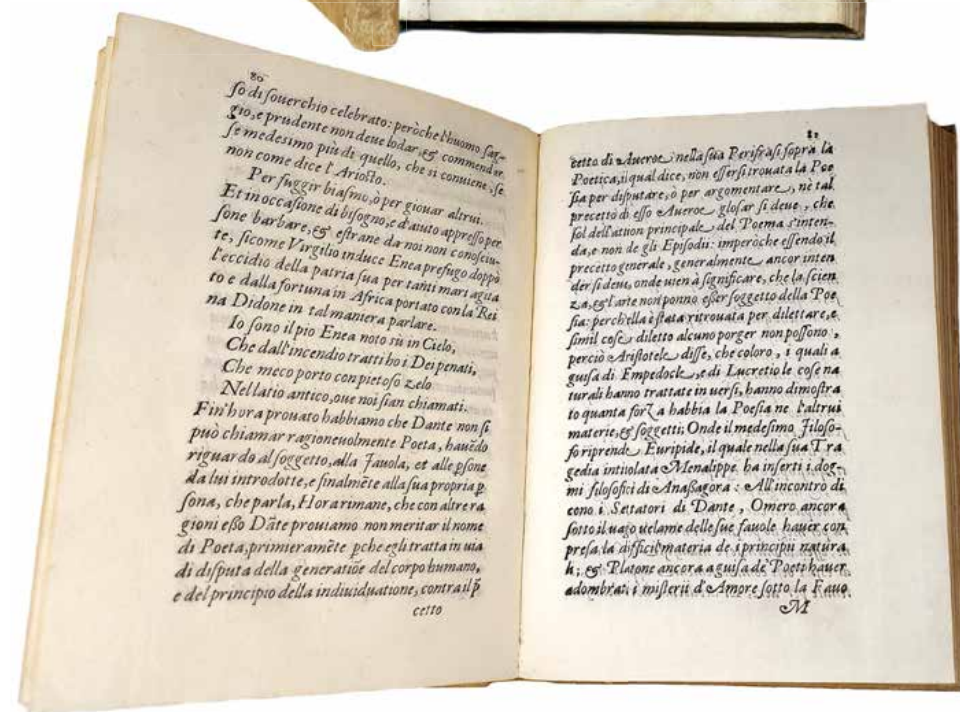 80
so di souerchio celebrato: peròche l'huomo sag-
gio, e prudente non deue lodar, & commendar
se medesimo più di quello, che si conuiene, se
non come dice l'Ariosto.
Per fuggir biasmo, ò per giouar altrui.
Et in occasione di bisogno, e d'aiuto appresso per
sone barbare, & estrane da noi non conosciu-
te, sicome Virgilio induce Enea prefugo doppò
l'eccidio della patria sua per tanti mari agita
to e dalla fortuna in Africa portato con la Rei
na Didone in tal maniera parlare.
Io sono il pio Enea noto sù in Cielo,
Che dall'incendio tratti ho i Dei penati,
Che meco porto con pietoso zelo
Nel latio antico, oue noi sian chiamati.
Fin'hora prouato habbiamo che Dante non si
può chiamar ragioneuolmente Poeta, hauẽdo
riguardo al soggetto, alla Fauola, et alle ꝑsone
da lui introdotte, e finalmẽte alla sua propria ꝑ
sona, che parla, Hora rimane, che con altre ra
gioni esso Dãte prouiamo non meritar il nome
di Poeta, primieramẽte ꝑche egli tratta in uia
di disputa della generatiõe del corpo humano,
e del principio della indiuiduatione, contra il p̃
cetto
81
cetto di Aueroe nella sua Perifrasi sopra la
Poetica, il qual dice, non essersi trouata la Poe
sia per disputare, ò per argomentare, nè tal
precetto di esso Aueroe glosar si deue, che
sol dell'attion principale del Poema s'inten-
da, e non de gli Episodii: imperoche essendo il
precetto generale, generalmente ancor inten
der si deui, onde uien à significare, che la scien
za, & l'arte non ponno esser soggetto della Poe
sia: perch'ella è stata ritrouata per dilettare, e
simil cose diletto alcuno porger non possono,
perciò Aristotele disse, che coloro, i quali a
guisa di Empedocle, e di Lucretio le cose na
turali hanno trattate in uersi, hanno dimostra
to quanta forza habbia la Poesia ne l'altrui
materie, & soggetti; Onde il medesimo Filoso-
fo riprende Euripide, il quale nella sua Tra
gedia intitolata Menalippe ha inserti i dog-
mi filosofici di Anaßagora: All'incontro di
cono i Settatori di Dante, Omero ancora
sotto il uago uelame delle sue fauole hauer com
presa la difficil materia de i principii natura
li; & Platone ancora a guisa de' Poeti hauer
adombrati i misterii d'Amore sotto la Fauo
M